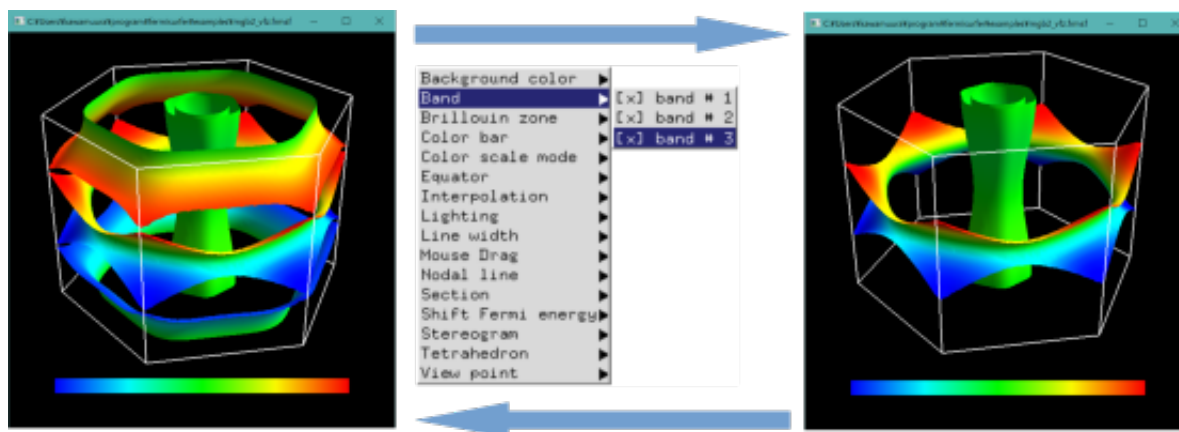 Background color
Band
Brillouin zone
Color bar
Color scale mode
Equator
Interpolation
Lighting
Line width
Mouse Drag
Nodal line
Section
Shift Fermi energy
Stereogram
Tetrahedron
View point
[x] band # 1
[x] band # 2
[x] band # 3